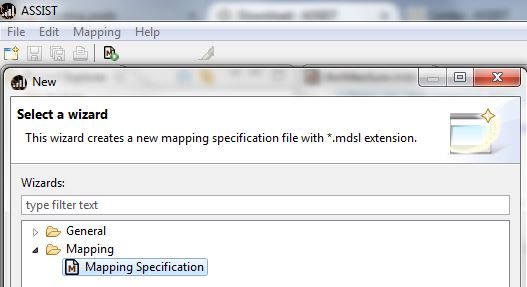 ASSIST
File Edit Mapping Help
New
Select a wizard
This wizard creates a new mapping specification file with *.mdsl extension.
Wizards:
type filter text
General
Mapping
M Mapping Specification